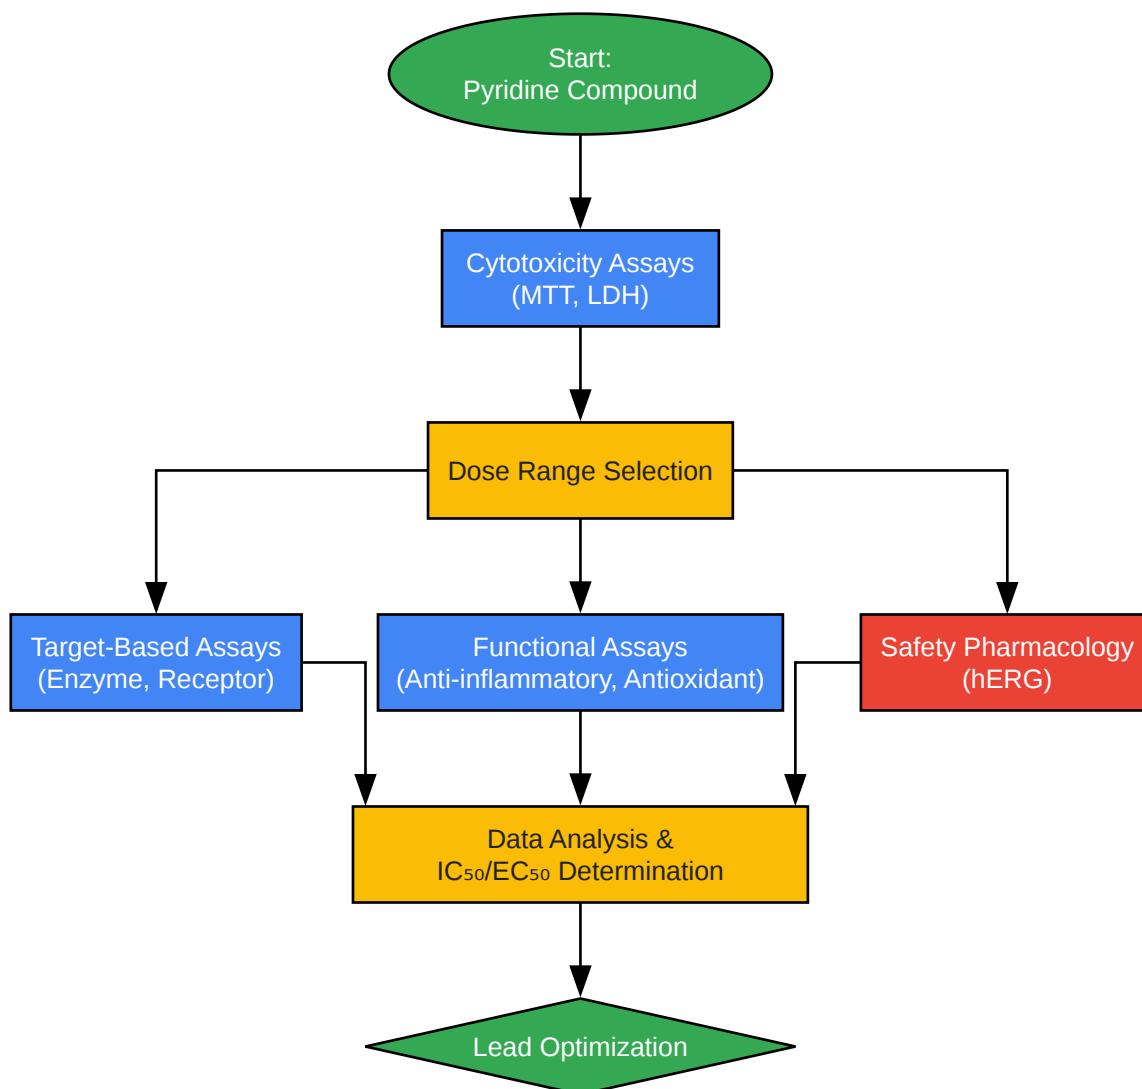 Start:
Pyridine Compound
Cytotoxicity Assays
(MTT, LDH)
Dose Range Selection
Target-Based Assays
(Enzyme, Receptor)
Functional Assays
(Anti-inflammatory, Antioxidant)
Safety Pharmacology
(hERG)
Data Analysis &
IC₅₀/EC₅₀ Determination
Lead Optimization